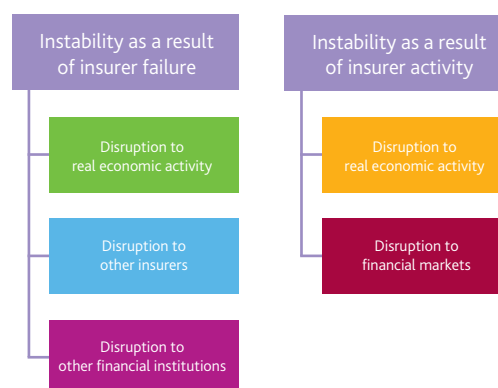 Instability as a result
of insurer failure
Disruption to
real economic activity
Disruption to
other insurers
Disruption to
other financial institutions
Instability as a result
of insurer activity
Disruption to
real economic activity
Disruption to
financial markets